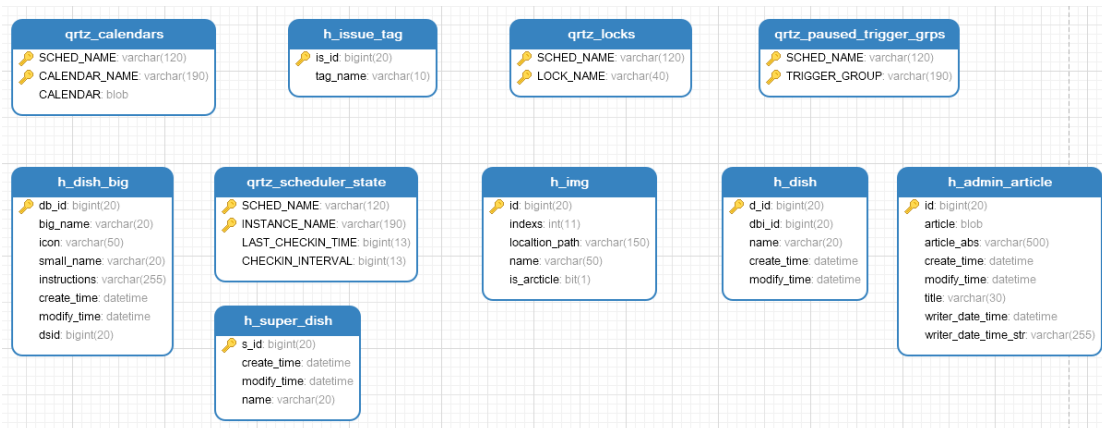 qrtz_calendars
SCHED_NAME: varchar(120)
CALENDAR_NAME: varchar(190)
CALENDAR: blob
h_issue_tag
is_id: bigint(20)
tag_name: varchar(10)
qrtz_locks
SCHED_NAME: varchar(120)
LOCK_NAME: varchar(40)
qrtz_paused_trigger_grps
SCHED_NAME: varchar(120)
TRIGGER_GROUP: varchar(190)
h_dish_big
db_id: bigint(20)
big_name: varchar(20)
icon: varchar(50)
small_name: varchar(20)
instructions: varchar(255)
create_time: datetime
modify_time: datetime
dsid: bigint(20)
qrtz_scheduler_state
SCHED_NAME: varchar(120)
INSTANCE_NAME: varchar(190)
LAST_CHECKIN_TIME: bigint(13)
CHECKIN_INTERVAL: bigint(13)
h_super_dish
s_id: bigint(20)
create_time: datetime
modify_time: datetime
name: varchar(20)
h_img
id: bigint(20)
indexs: int(11)
localtion_path: varchar(150)
name: varchar(50)
is_arcticle: bit(1)
h_dish
d_id: bigint(20)
dbi_id: bigint(20)
name: varchar(20)
create_time: datetime
modify_time: datetime
h_admin_article
id: bigint(20)
article: blob
article_abs: varchar(500)
create_time: datetime
modify_time: datetime
title: varchar(30)
writer_date_time: datetime
writer_date_time_str: varchar(255)